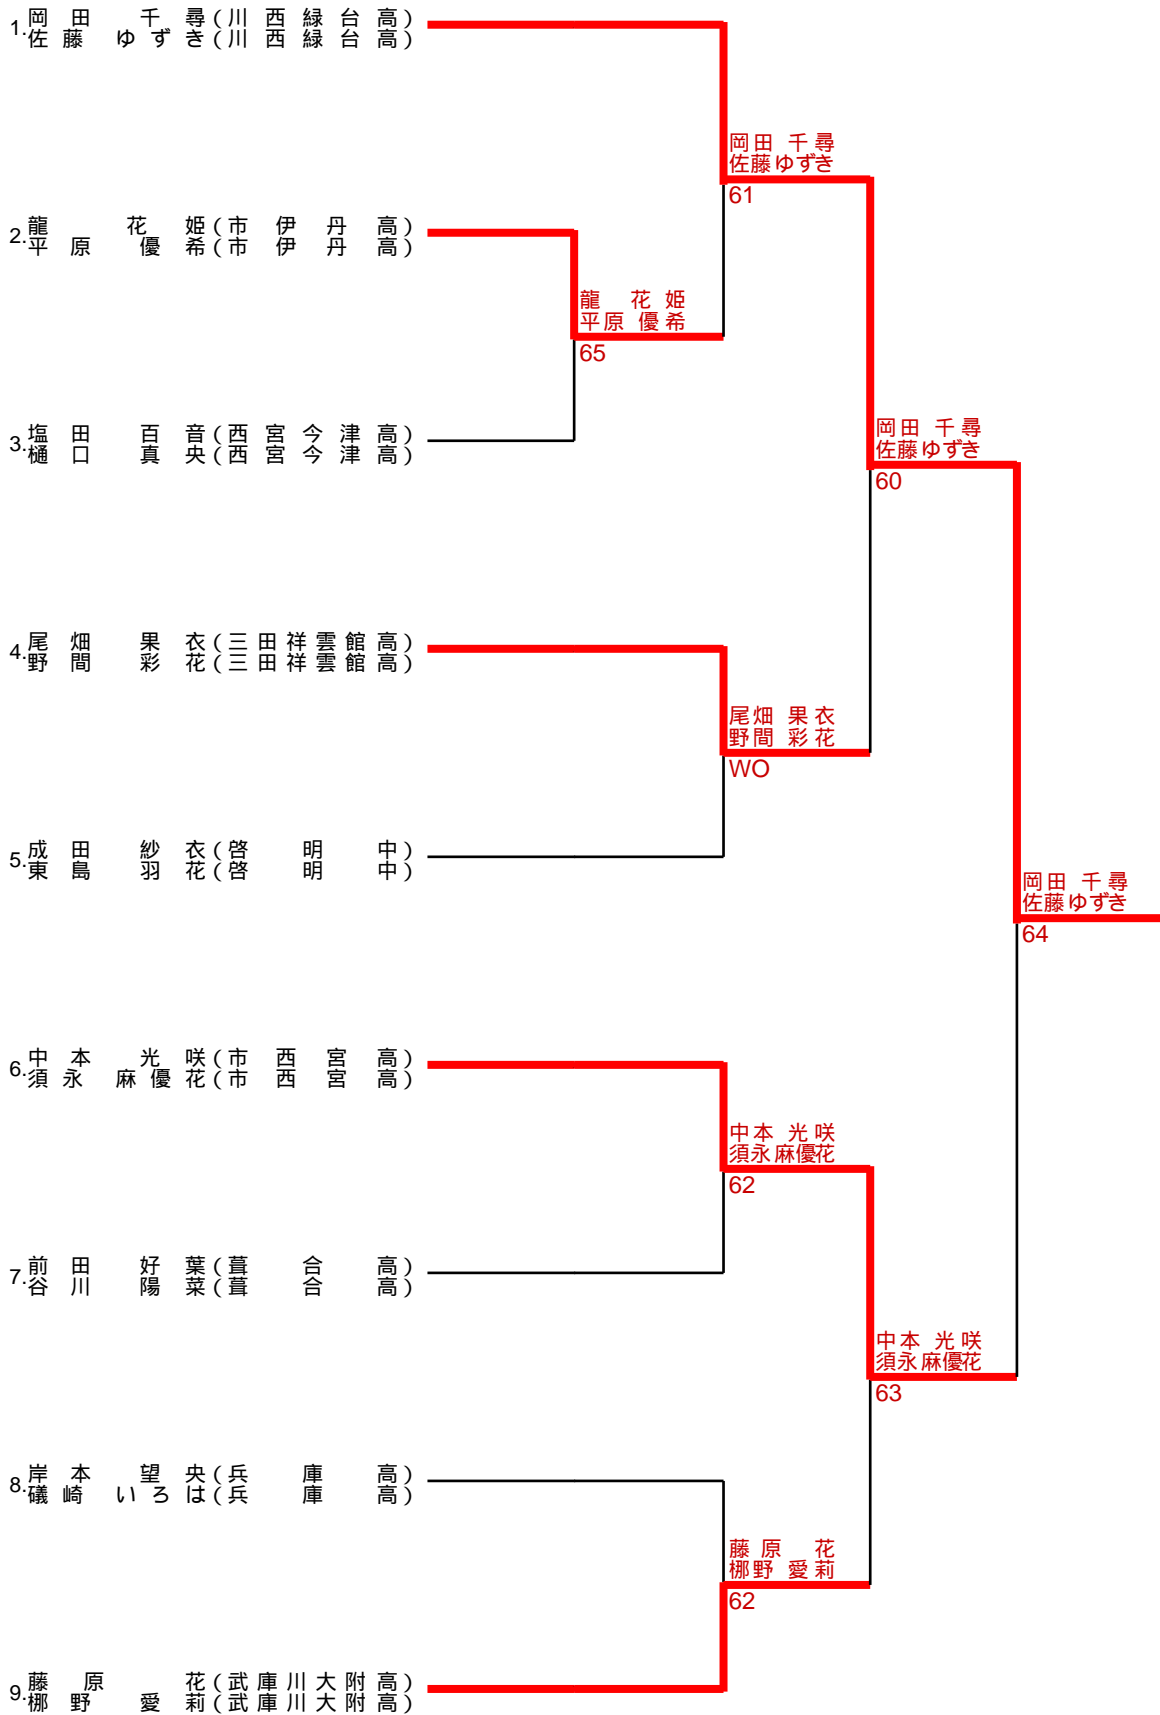 1. 岡田 千尋(川西緑台高)
佐藤 ゆずき(川西緑台高)
岡田 千尋
佐藤ゆずき
61
2. 龍 花姫(市伊丹高)
平原 優希(市伊丹高)
龍 花姫
平原 優希
65
3. 塩田 百音(西宮今津高)
樋口 真央(西宮今津高)
岡田 千尋
佐藤ゆずき
60
4. 尾畑 果衣(三田祥雲館高)
野間 彩花(三田祥雲館高)
尾畑 果衣
野間 彩花
WO
5. 成田 紗衣(啓明中)
東島 羽花(啓明中)
岡田 千尋
佐藤ゆずき
64
6. 中本 光咲(市西宮高)
須永 麻優花(市西宮高)
中本 光咲
須永麻優花
62
7. 前田 好葉(葺合高)
谷川 陽菜(葺合高)
中本 光咲
須永麻優花
63
8. 岸本 望央(兵庫高)
礒崎 いろは(兵庫高)
藤原 花
梛野 愛莉
62
9. 藤原 花(武庫川大附高)
梛野 愛莉(武庫川大附高)